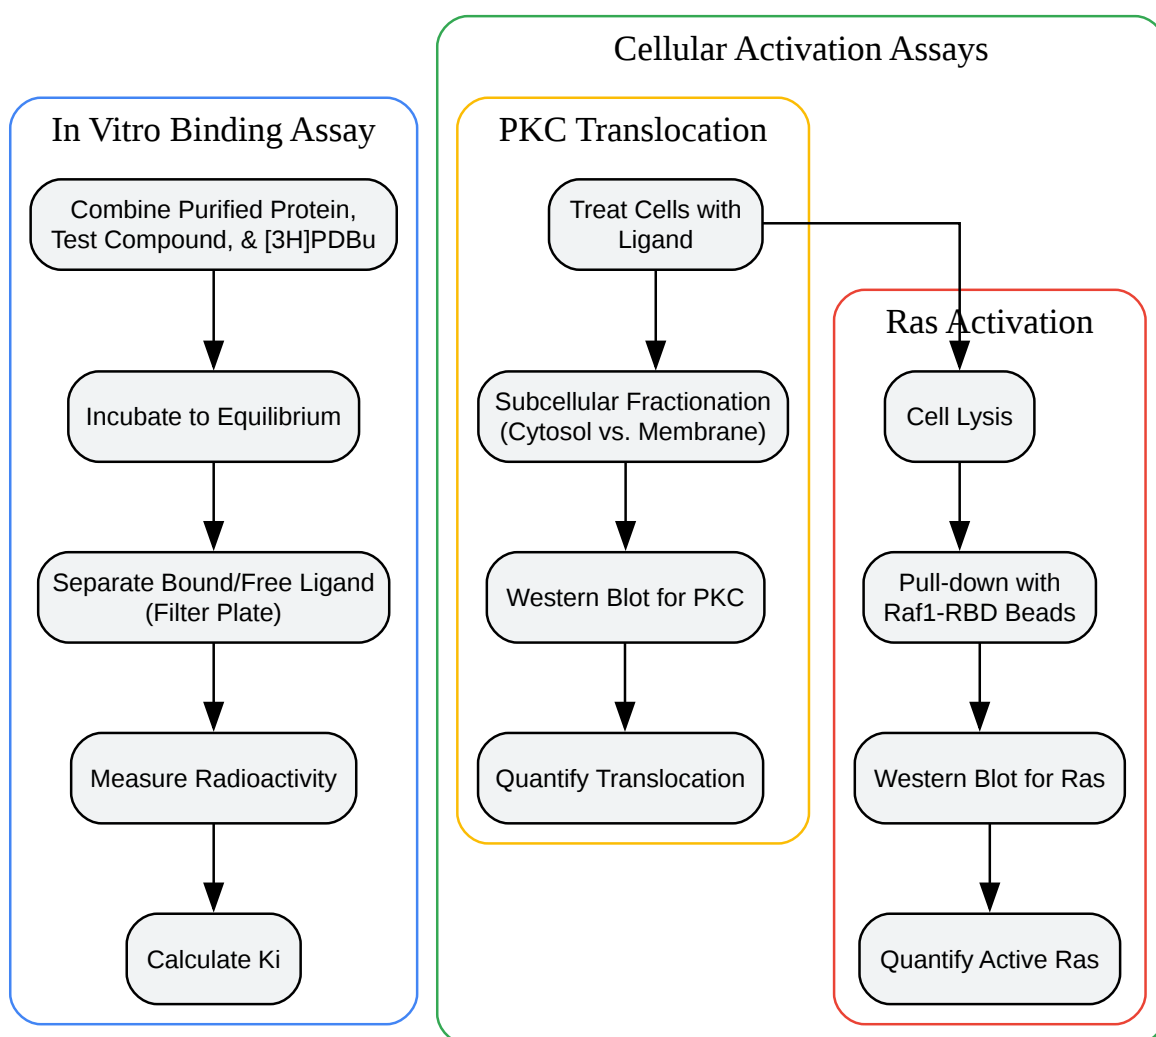 Cellular Activation Assays
In Vitro Binding Assay
Combine Purified Protein,
Test Compound, & [3H]PDBu
Incubate to Equilibrium
Separate Bound/Free Ligand
(Filter Plate)
Measure Radioactivity
Calculate Ki
PKC Translocation
Treat Cells with
Ligand
Subcellular Fractionation
(Cytosol vs. Membrane)
Western Blot for PKC
Quantify Translocation
Ras Activation
Cell Lysis
Pull-down with
Raf1-RBD Beads
Western Blot for Ras
Quantify Active Ras